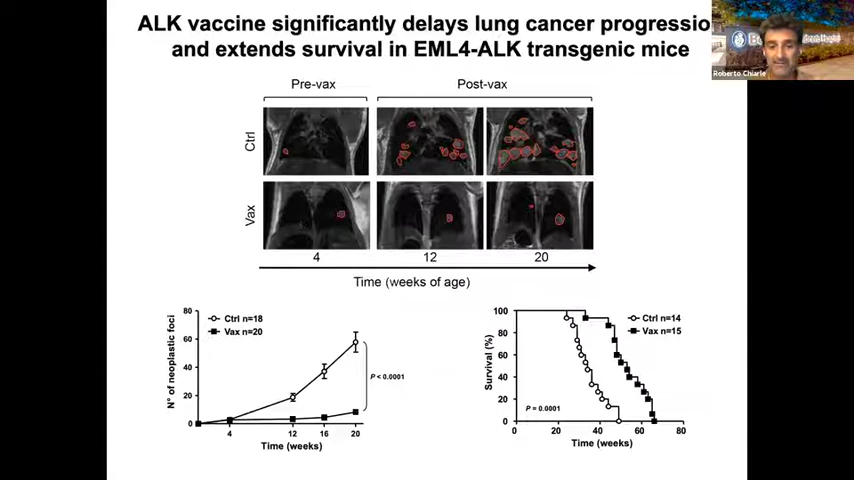 ALK vaccine significantly delays lung cancer progressio
and extends survival in EML4-ALK transgenic mice
Roberto Chiarle
Pre-vax
Post-vax
Ctrl
Vax
4
12
20
Time (weeks of age)
80
60
40
20
0
N° of neoplastic foci
Ctrl n=18
Vax n=20
P < 0.0001
4
12
16
20
Time (weeks)
100
80
60
40
20
0
Survival (%)
Ctrl n=14
Vax n=15
P = 0.0001
0
20
40
60
80
Time (weeks)